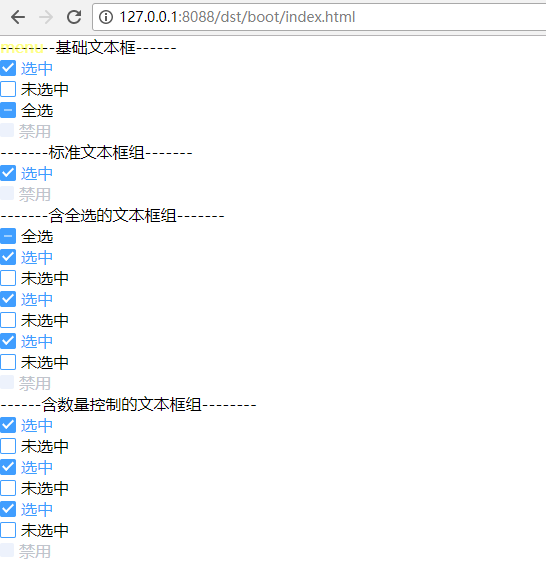 127.0.0.1:8088/dst/boot/index.html
menu--基础文本框------
选中
未选中
全选
禁用
-------标准文本框组-------
选中
禁用
-------含全选的文本框组-------
全选
选中
未选中
选中
未选中
选中
未选中
禁用
------含数量控制的文本框组--------
选中
未选中
选中
未选中
选中
未选中
禁用